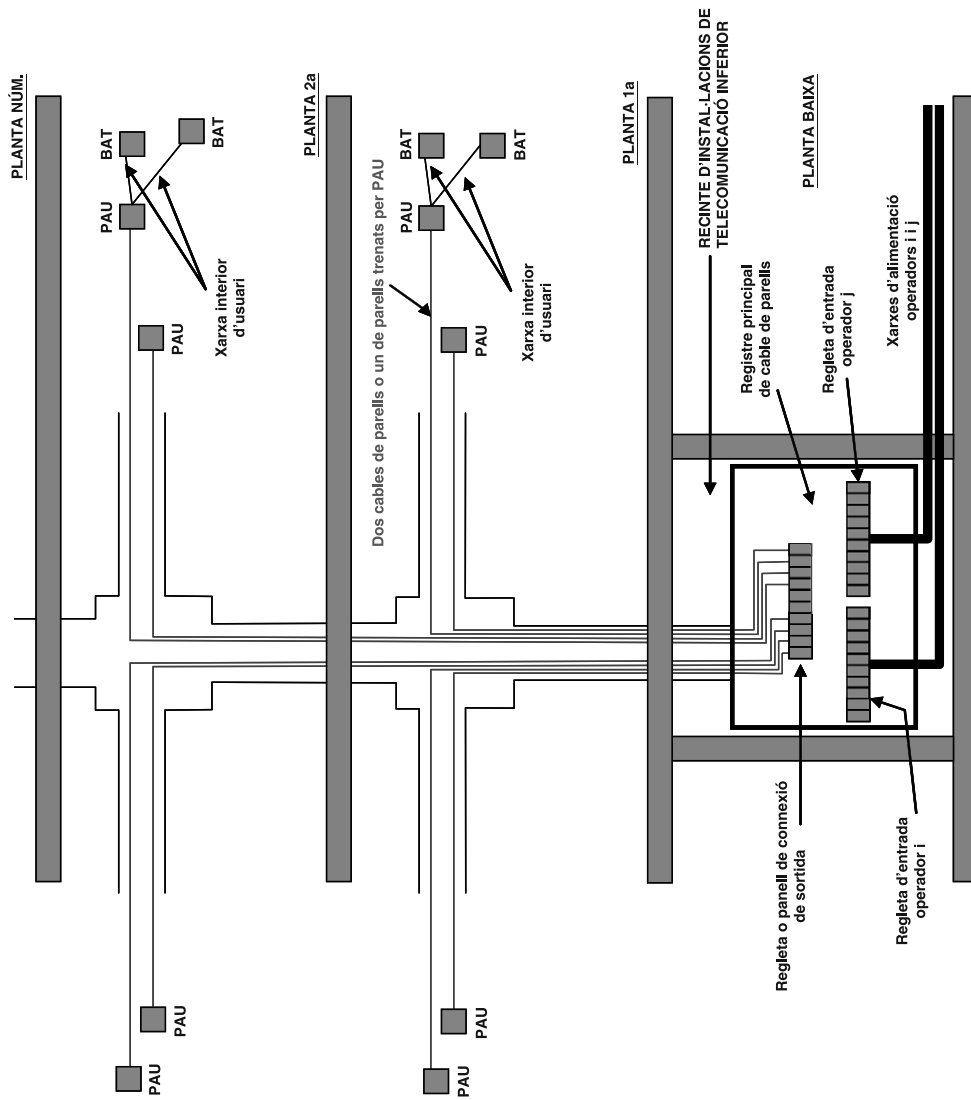 PLANTA NÚM.
BAT
BAT
PAU
Xarxa interior
d'usuari
PAU
PAU
PAU
PLANTA 2a
BAT
BAT
PAU
Dos cables de parells o un de parells trenats per PAU
Xarxa interior
d'usuari
PAU
PAU
PAU
PLANTA 1a
RECINTE D'INSTAL·LACIONS DE
TELECOMUNICACIÓ INFERIOR
PLANTA BAIXA
Registre principal
de cable de parells
Regleta d'entrada
operador j
Xarxes d'alimentació
operadors i i j
Regleta o panell de connexió
de sortida
Regleta d'entrada
operador i